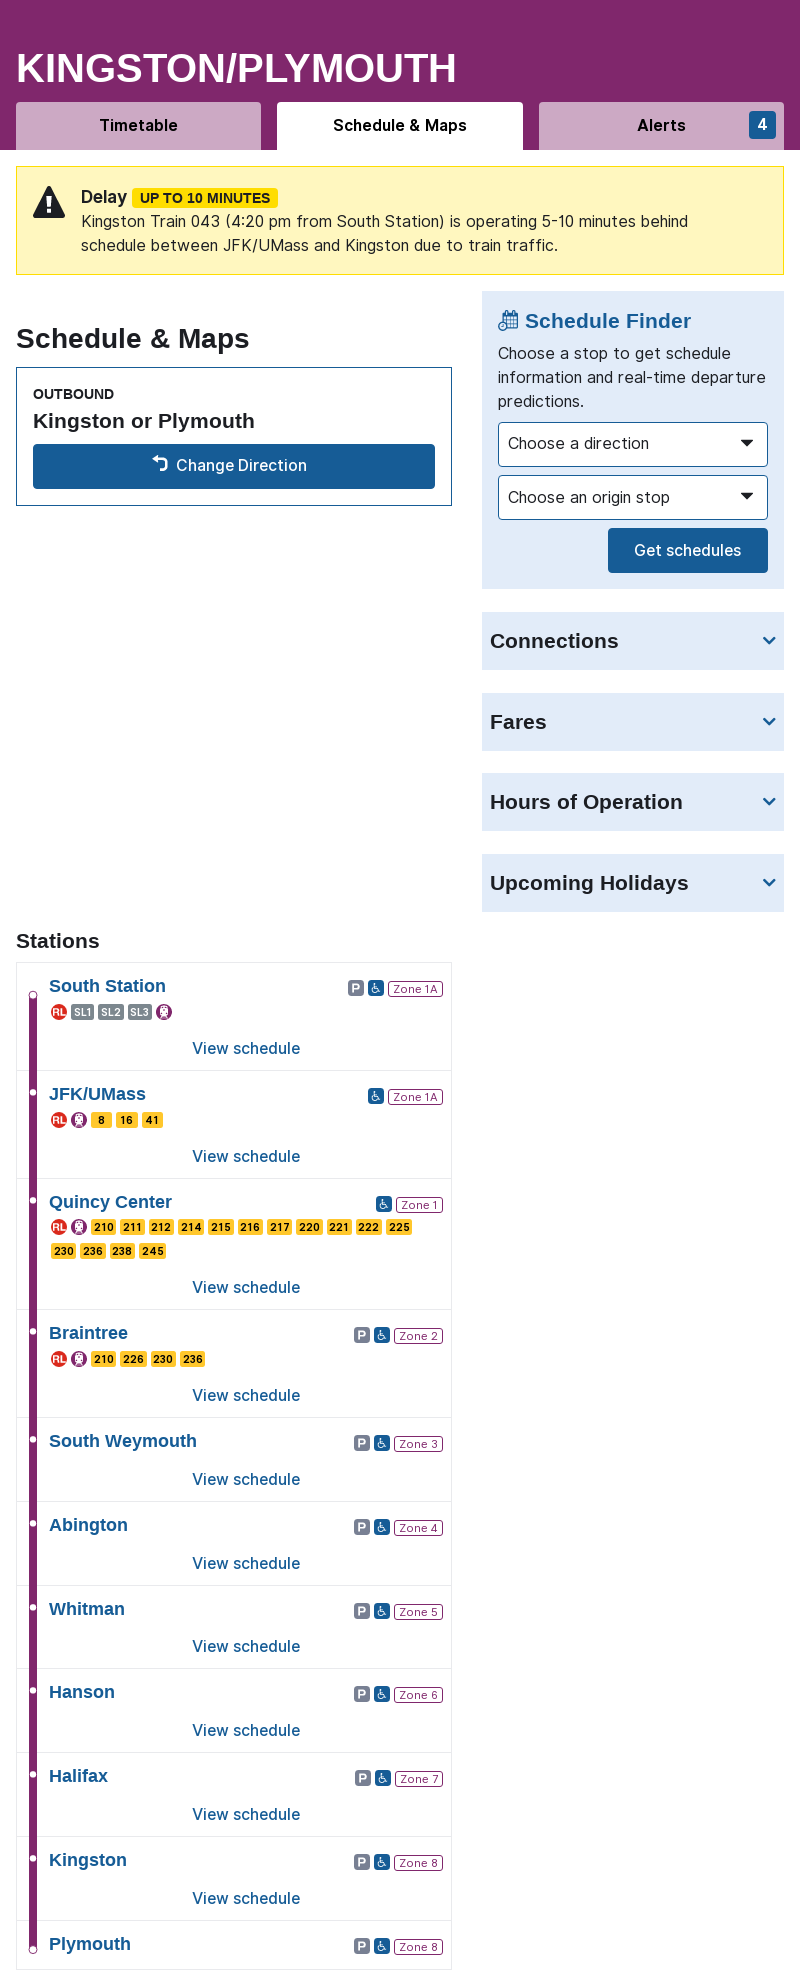 KINGSTON/PLYMOUTH
Timetable
Schedule & Maps
Alerts
4
Delay UP TO 10 MINUTES
Kingston Train 043 (4:20 pm from South Station) is operating 5-10 minutes behind
schedule between JFK/UMass and Kingston due to train traffic.
Schedule & Maps
OUTBOUND
Kingston or Plymouth
Change Direction
Schedule Finder
Choose a stop to get schedule
information and real-time departure
predictions.
Choose a direction
Choose an origin stop
Get schedules
Connections
Fares
Hours of Operation
Upcoming Holidays
Stations
South Station P Zone 1A
RL SL1 SL2 SL3
View schedule
JFK/UMass Zone 1A
RL 8 16 41
View schedule
Quincy Center Zone 1
RL 210 211 212 214 215 216 217 220 221 222 225
230 236 238 245
View schedule
Braintree P Zone 2
RL 210 226 230 236
View schedule
South Weymouth P Zone 3
View schedule
Abington P Zone 4
View schedule
Whitman P Zone 5
View schedule
Hanson P Zone 6
View schedule
Halifax P Zone 7
View schedule
Kingston P Zone 8
View schedule
Plymouth P Zone 8